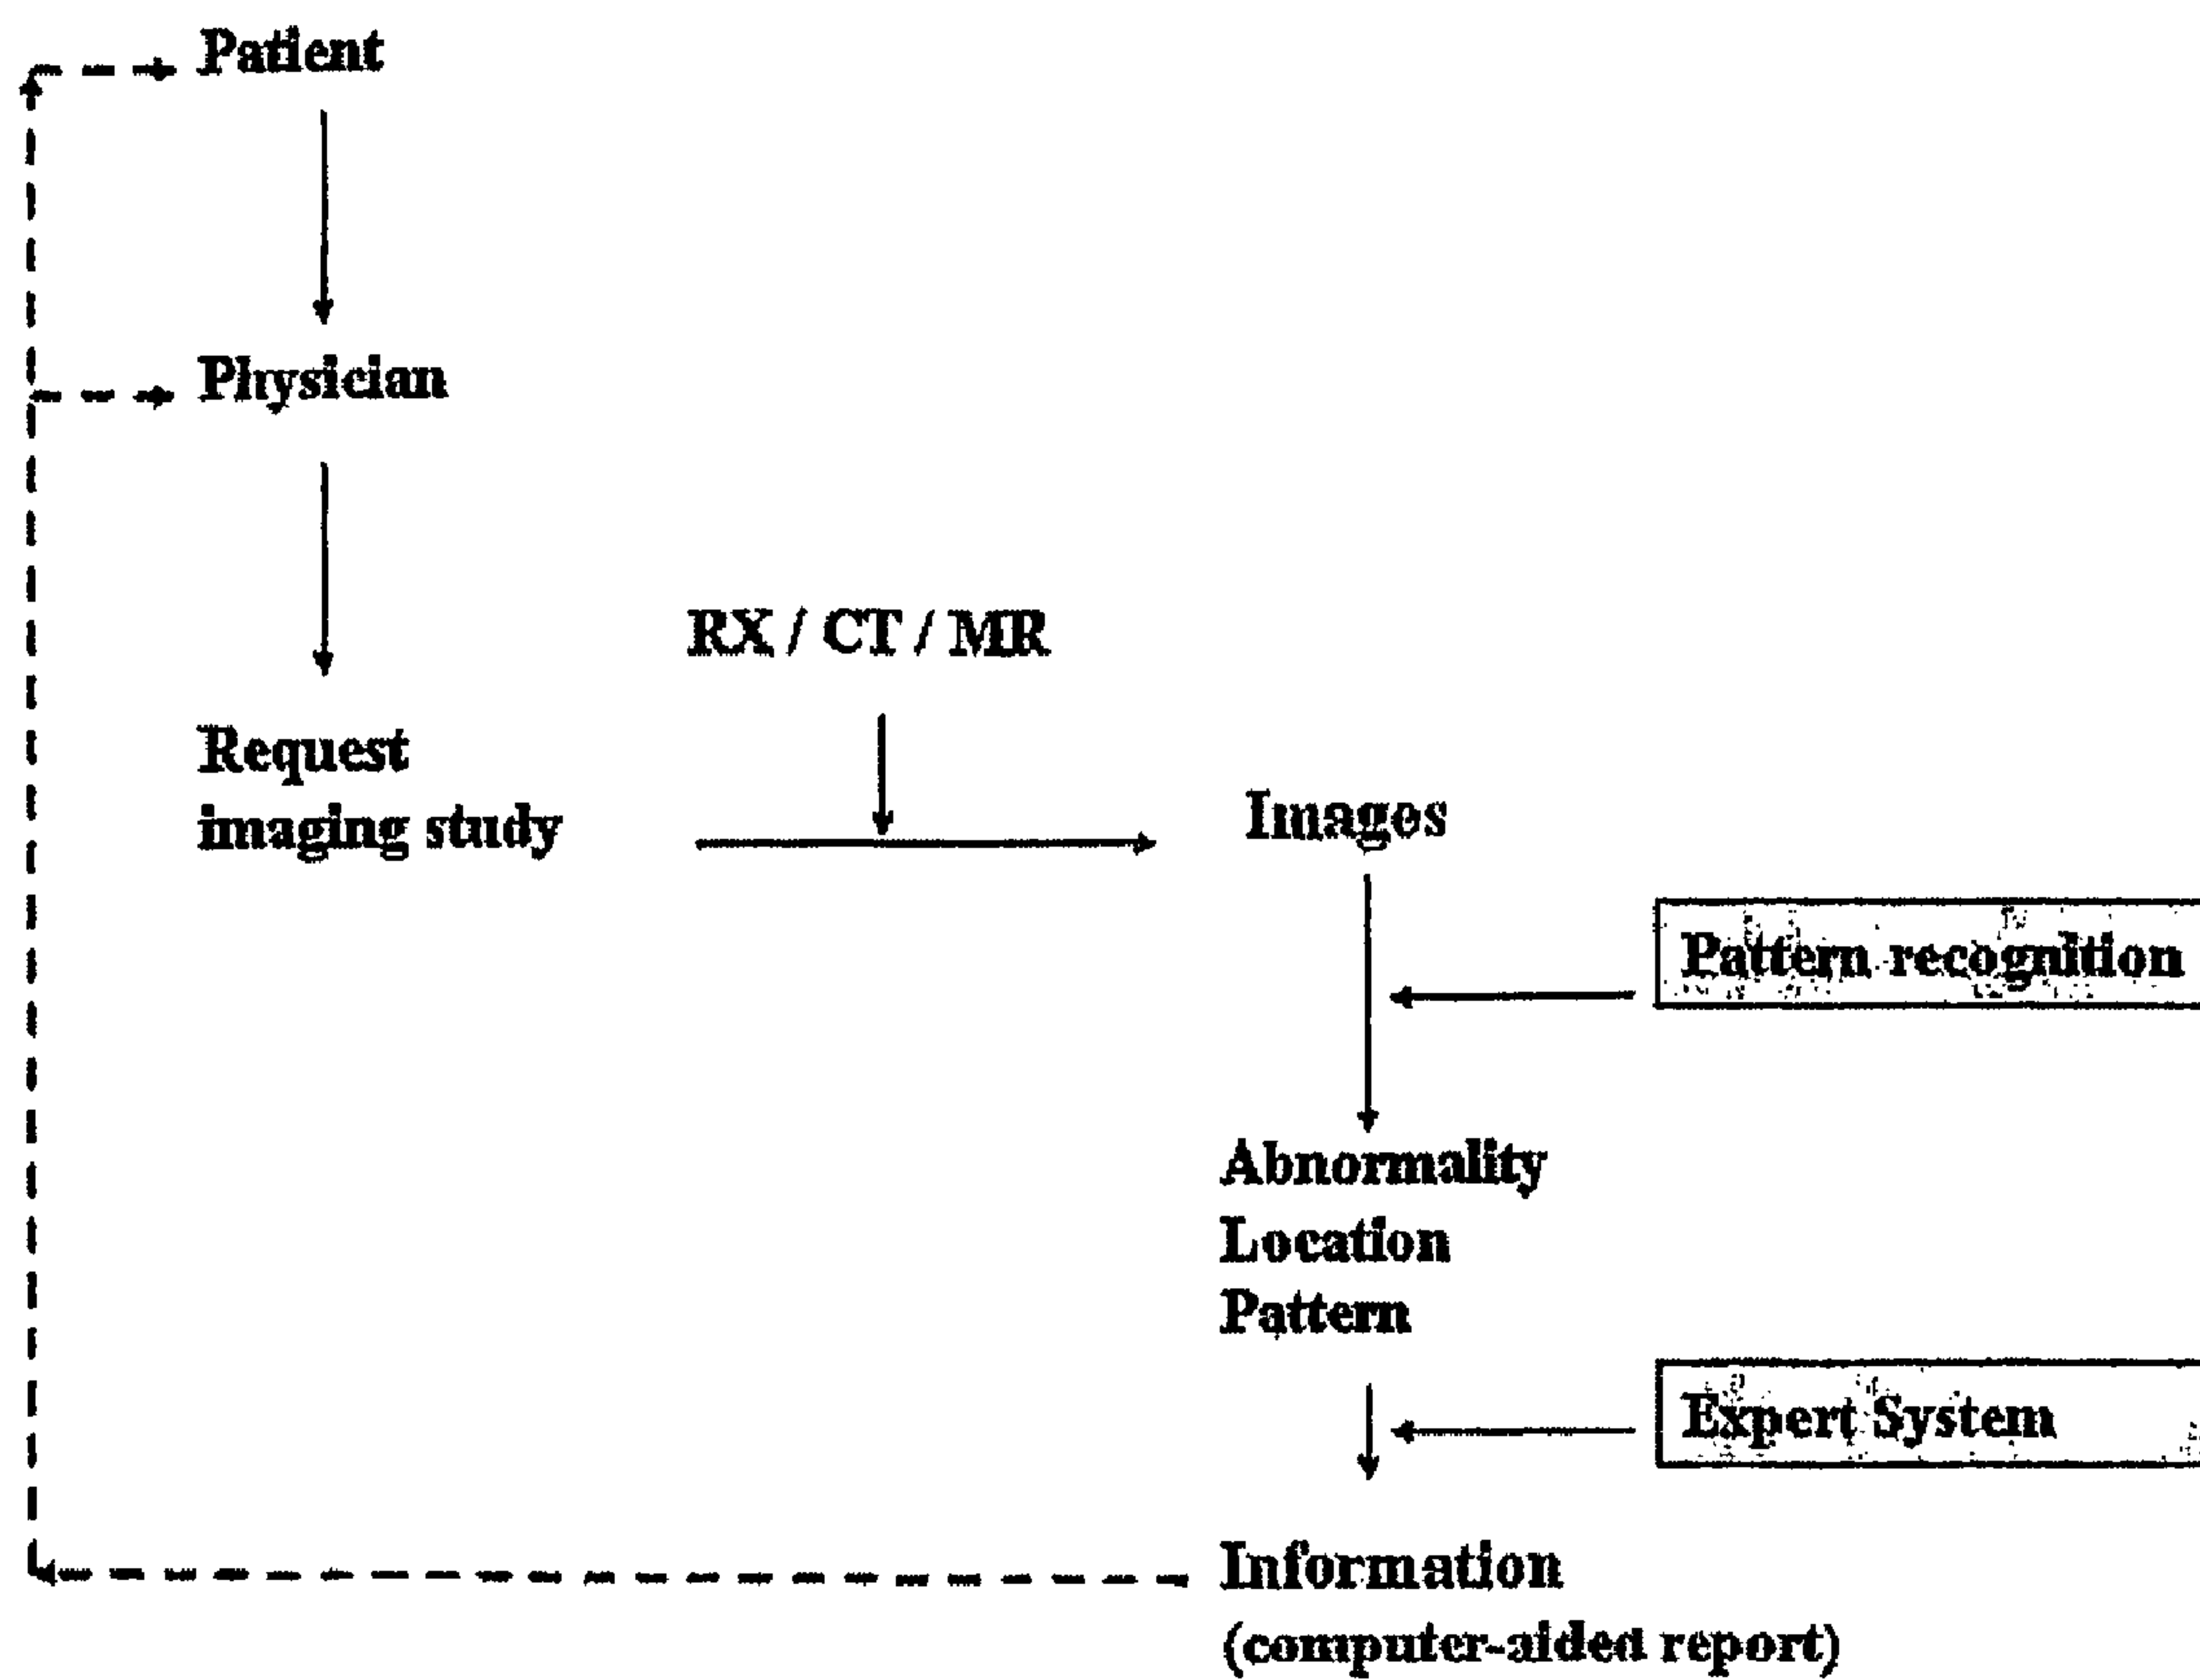 Patient
Physician
RX / CT / MR
Request
imaging study
Images
Pattern recognition
Abnormality
Location
Pattern
Expert System
Information
(computer-aided report)